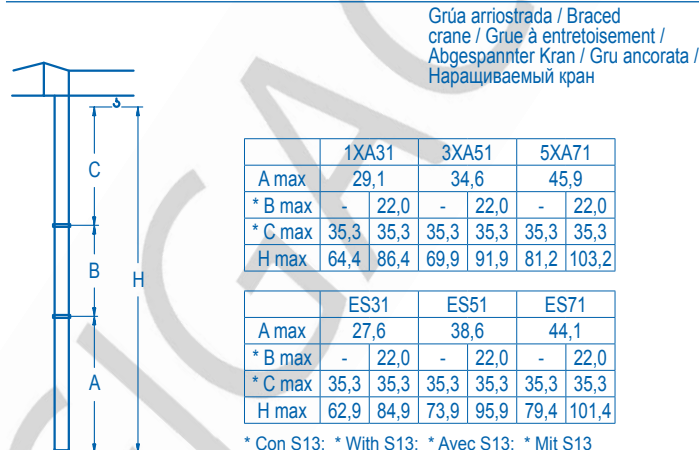 Grúa arriostrada / Braced
crane / Grue à entretoisement /
Abgespannter Kran / Gru ancorata /
Наращиваемый кран
C
B
H
A
1XA31 3XA51 5XA71
A max 29,1 34,6 45,9
* B max - 22,0 - 22,0 - 22,0
* C max 35,3 35,3 35,3 35,3 35,3 35,3
H max 64,4 86,4 69,9 91,9 81,2 103,2
ES31 ES51 ES71
A max 27,6 38,6 44,1
* B max - 22,0 - 22,0 - 22,0
* C max 35,3 35,3 35,3 35,3 35,3 35,3
H max 62,9 84,9 73,9 95,9 79,4 101,4
* Con S13; * With S13; * Avec S13; * Mit S13